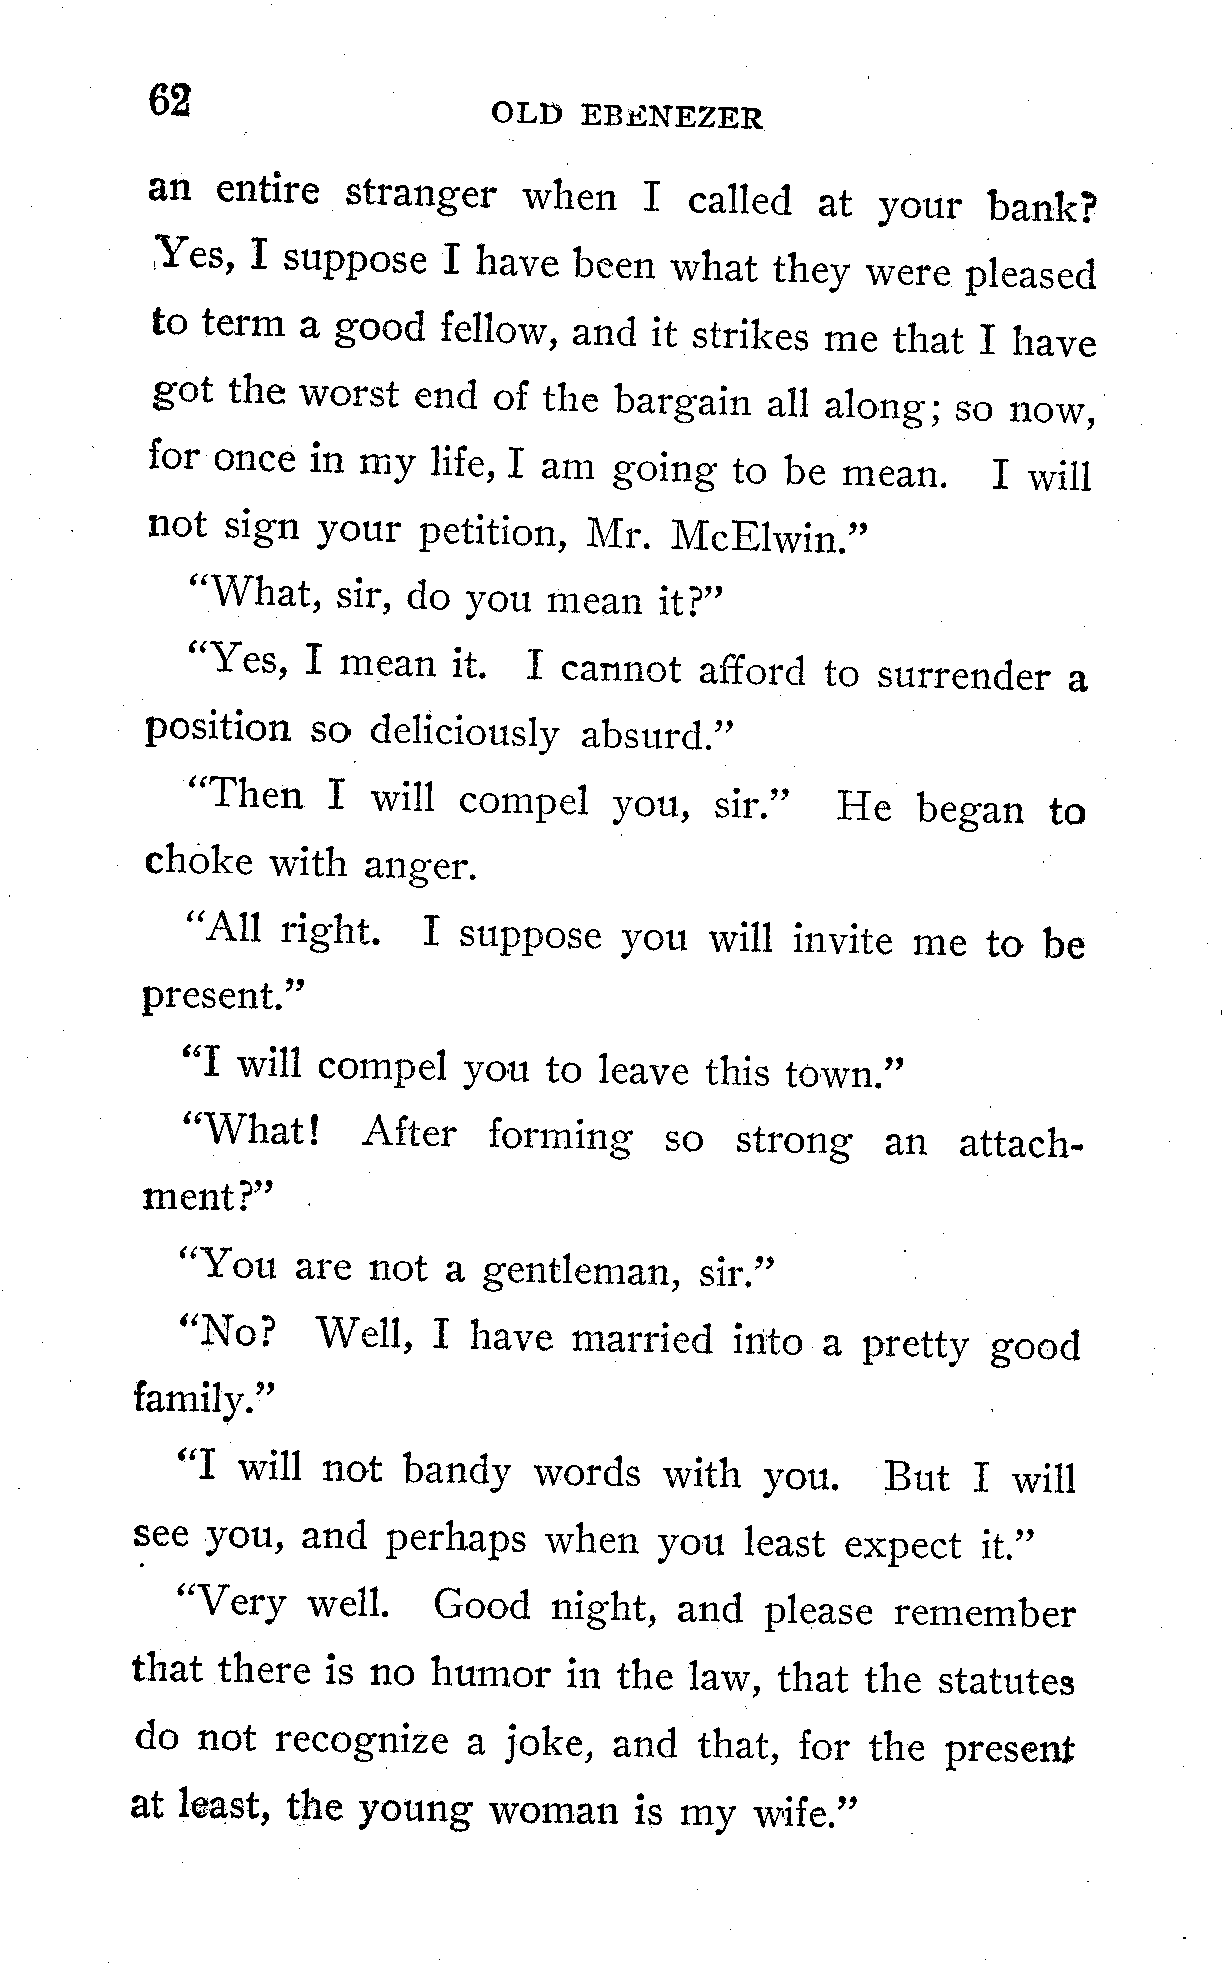 62
OLD EBENEZER
an entire stranger when I called at your bank?
Yes, I suppose I have been what they were pleased
to term a good fellow, and it strikes me that I have
got the worst end of the bargain all along; so now,
for once in my life, I am going to be mean. I will
not sign your petition, Mr. McElwin.”
“What, sir, do you mean it?”
“Yes, I mean it. I cannot afford to surrender a
position so deliciously absurd.”
“Then I will compel you, sir.” He began to
choke with anger.
“All right. I suppose you will invite me to be
present.”
“I will compel you to leave this town.”
“What! After forming so strong an attach-
ment?”
“You are not a gentleman, sir.”
“No? Well, I have married into a pretty good
family.”
“I will not bandy words with you. But I will
see you, and perhaps when you least expect it.”
“Very well. Good night, and please remember
that there is no humor in the law, that the statutes
do not recognize a joke, and that, for the present
at least, the young woman is my wife.”